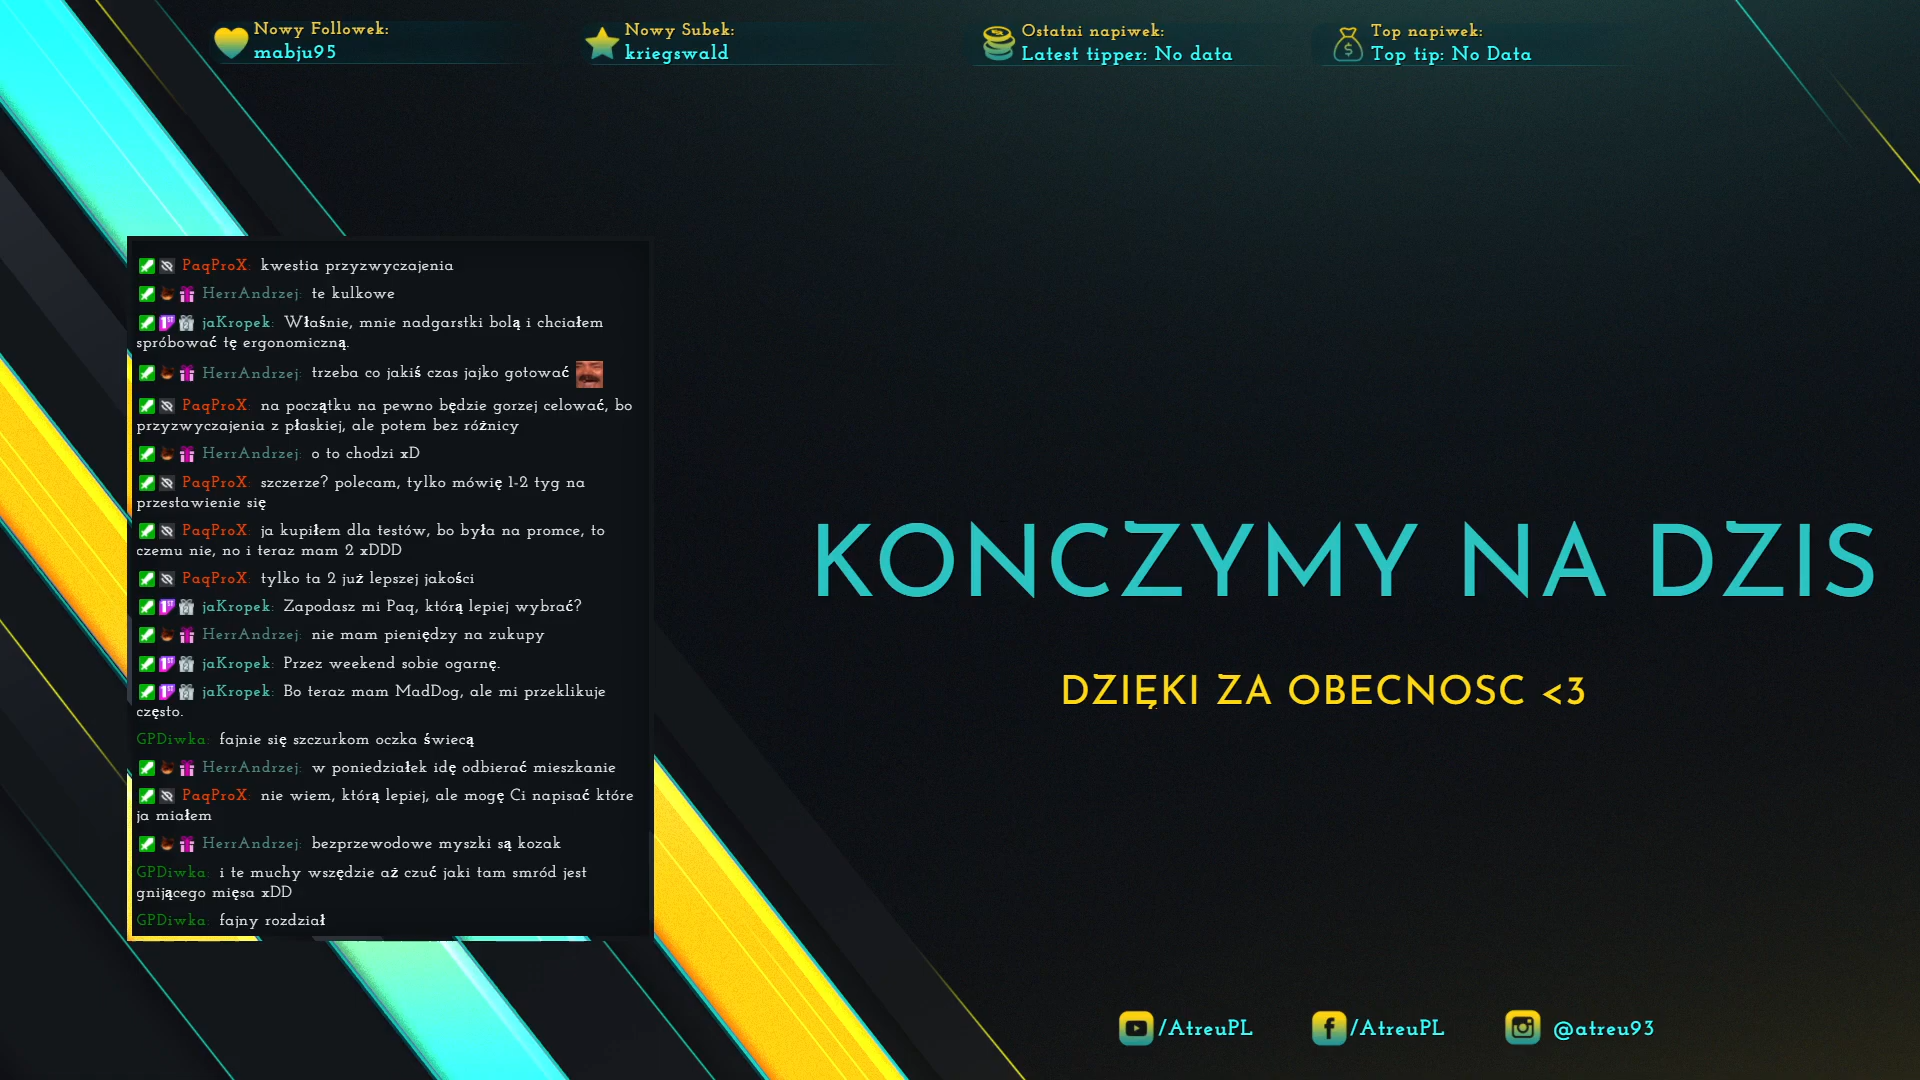 Nowy Followek:
mabju95
Nowy Subek:
kriegswald
Ostatni napiwek:
Latest tipper: No data
Top napiwek:
Top tip: No Data
PaqProX: kwestia przyzwyczajenia
HerrAndrzej: te kulkowe
jaKropek: Właśnie, mnie nadgarstki bolą i chciałem
spróbować tę ergonomiczną.
HerrAndrzej: trzeba co jakiś czas jajko gotować
PaqProX: na początku na pewno będzie gorzej celować, bo
przyzwyczajenia z płaskiej, ale potem bez różnicy
HerrAndrzej: o to chodzi xD
PaqProX: szczerze? polecam, tylko mówię 1-2 tyg na
przestawienie się
PaqProX: ja kupiłem dla testów, bo była na promce, to
czemu nie, no i teraz mam 2 xDDD
PaqProX: tylko ta 2 już lepszej jakości
jaKropek: Zapodasz mi Paq, którą lepiej wybrać?
HerrAndrzej: nie mam pieniędzy na zukupy
jaKropek: Przez weekend sobie ogarnę.
jaKropek: Bo teraz mam MadDog, ale mi przeklikuje
często.
GPDiwka: fajnie się szczurkom oczka świecą
HerrAndrzej: w poniedziałek idę odbierać mieszkanie
PaqProX: nie wiem, którą lepiej, ale mogę Ci napisać które
ja miałem
HerrAndrzej: bezprzewodowe myszki są kozak
GPDiwka: i te muchy wszędzie aż czuć jaki tam smród jest
gnijącego mięsa xDD
GPDiwka: fajny rozdział
KONCZYMY NA DZIS
DZIĘKI ZA OBECNOSC <3
/AtreuPL
/AtreuPL
@atreu93